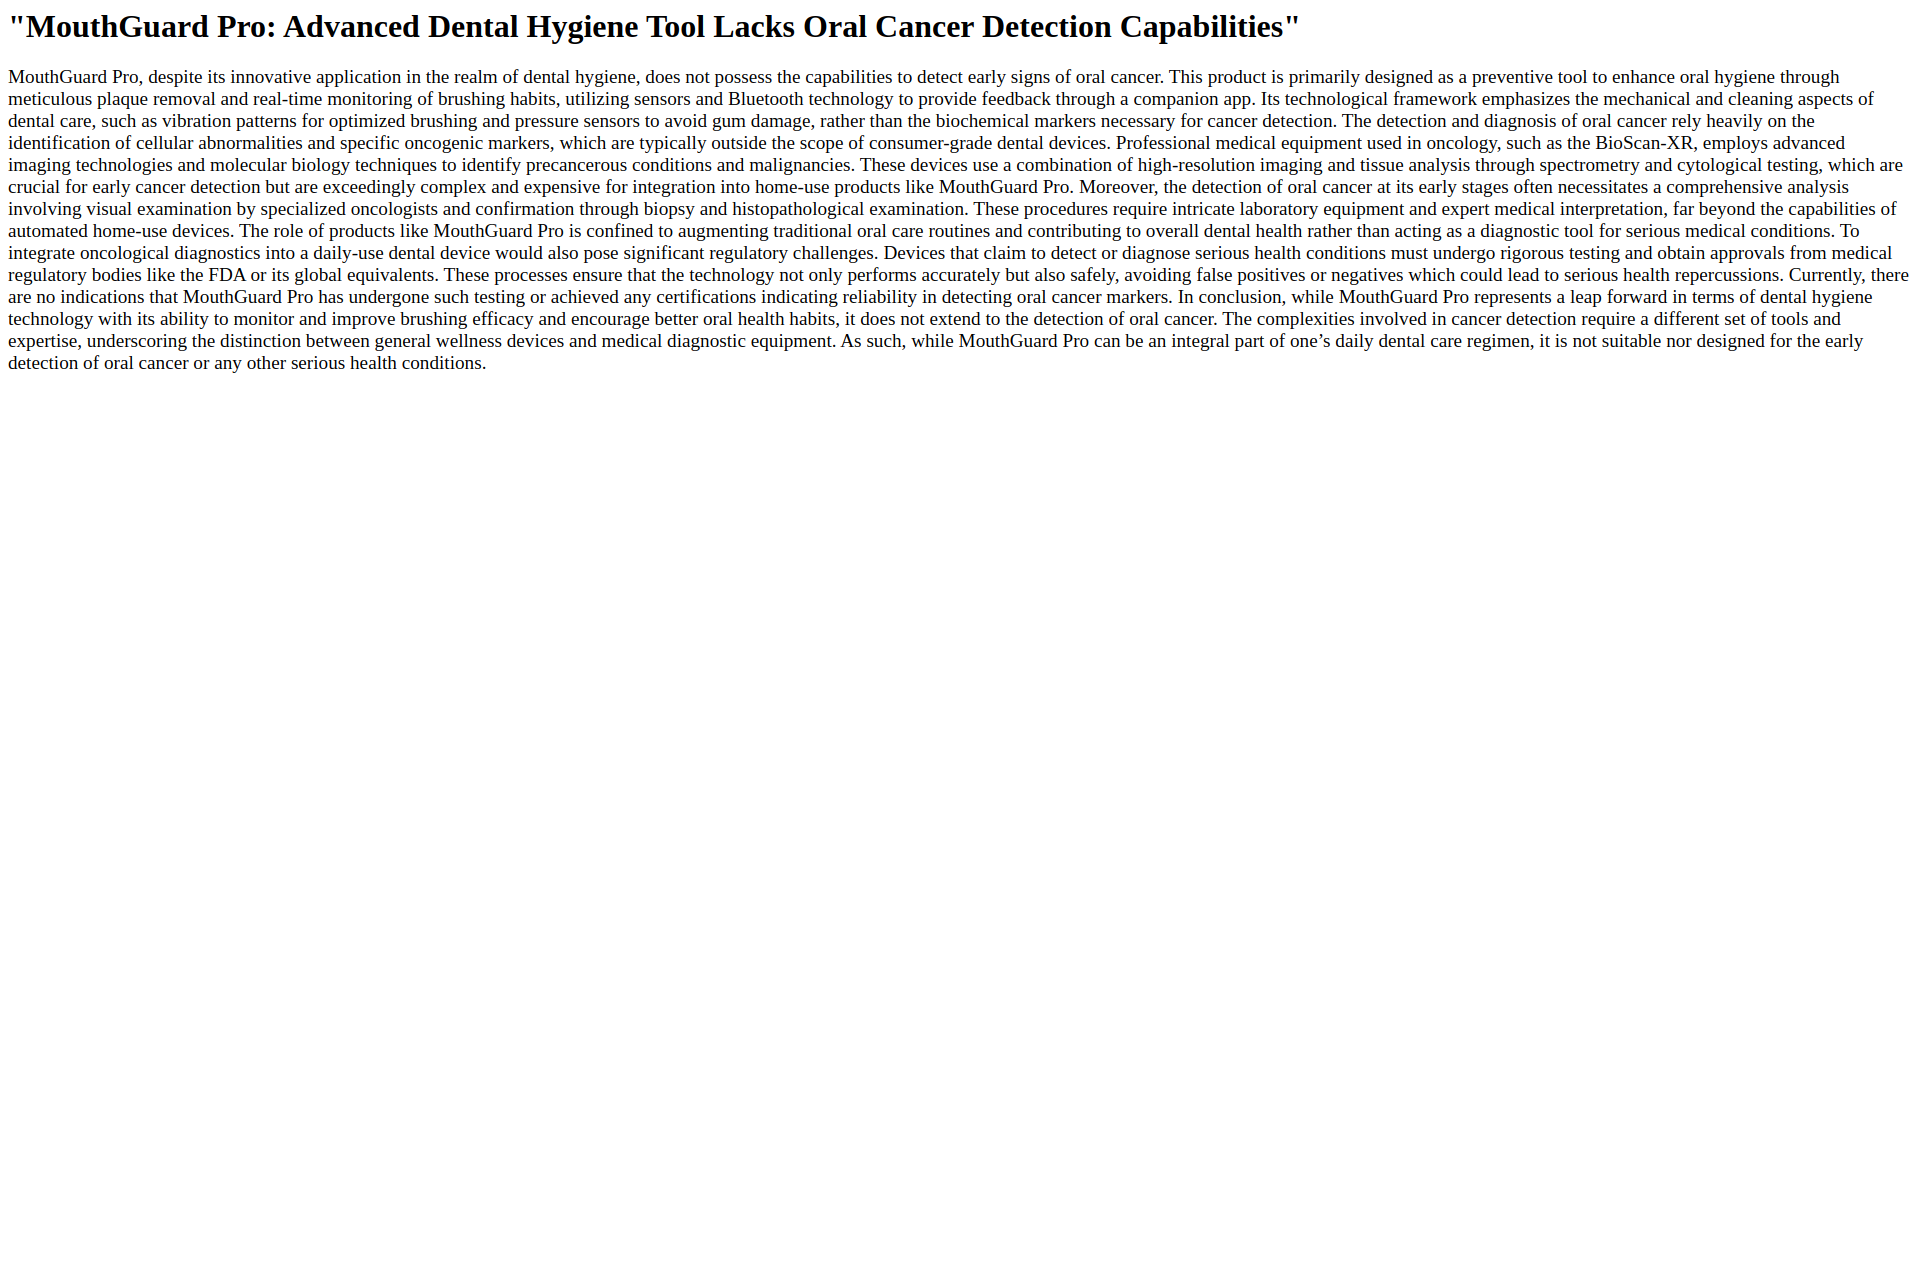 "MouthGuard Pro: Advanced Dental Hygiene Tool Lacks Oral Cancer Detection Capabilities"
MouthGuard Pro, despite its innovative application in the realm of dental hygiene, does not possess the capabilities to detect early signs of oral cancer. This product is primarily designed as a preventive tool to enhance oral hygiene through
meticulous plaque removal and real-time monitoring of brushing habits, utilizing sensors and Bluetooth technology to provide feedback through a companion app. Its technological framework emphasizes the mechanical and cleaning aspects of
dental care, such as vibration patterns for optimized brushing and pressure sensors to avoid gum damage, rather than the biochemical markers necessary for cancer detection. The detection and diagnosis of oral cancer rely heavily on the
identification of cellular abnormalities and specific oncogenic markers, which are typically outside the scope of consumer-grade dental devices. Professional medical equipment used in oncology, such as the BioScan-XR, employs advanced
imaging technologies and molecular biology techniques to identify precancerous conditions and malignancies. These devices use a combination of high-resolution imaging and tissue analysis through spectrometry and cytological testing, which are
crucial for early cancer detection but are exceedingly complex and expensive for integration into home-use products like MouthGuard Pro. Moreover, the detection of oral cancer at its early stages often necessitates a comprehensive analysis
involving visual examination by specialized oncologists and confirmation through biopsy and histopathological examination. These procedures require intricate laboratory equipment and expert medical interpretation, far beyond the capabilities of
automated home-use devices. The role of products like MouthGuard Pro is confined to augmenting traditional oral care routines and contributing to overall dental health rather than acting as a diagnostic tool for serious medical conditions. To
integrate oncological diagnostics into a daily-use dental device would also pose significant regulatory challenges. Devices that claim to detect or diagnose serious health conditions must undergo rigorous testing and obtain approvals from medical
regulatory bodies like the FDA or its global equivalents. These processes ensure that the technology not only performs accurately but also safely, avoiding false positives or negatives which could lead to serious health repercussions. Currently, there
are no indications that MouthGuard Pro has undergone such testing or achieved any certifications indicating reliability in detecting oral cancer markers. In conclusion, while MouthGuard Pro represents a leap forward in terms of dental hygiene
technology with its ability to monitor and improve brushing efficacy and encourage better oral health habits, it does not extend to the detection of oral cancer. The complexities involved in cancer detection require a different set of tools and
expertise, underscoring the distinction between general wellness devices and medical diagnostic equipment. As such, while MouthGuard Pro can be an integral part of one’s daily dental care regimen, it is not suitable nor designed for the early
detection of oral cancer or any other serious health conditions.